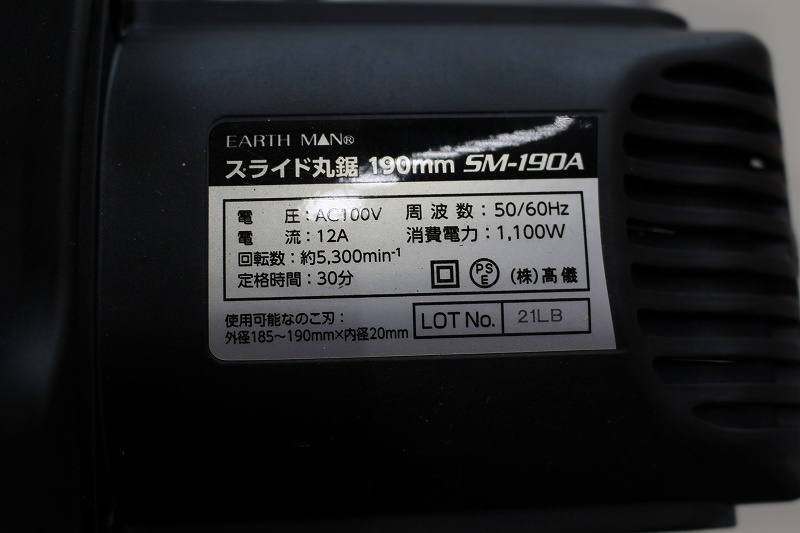 EARTH MAN®
スライド丸鋸 190mm SM-190A
電圧:AC100V 周波数:50/60Hz
電流:12A 消費電力:1,100W
回転数:約5,300min⁻¹
定格時間:30分 PSE (株)髙儀
使用可能なのこ刃:
外径185〜190mm×内径20mm
LOT No. 21LB